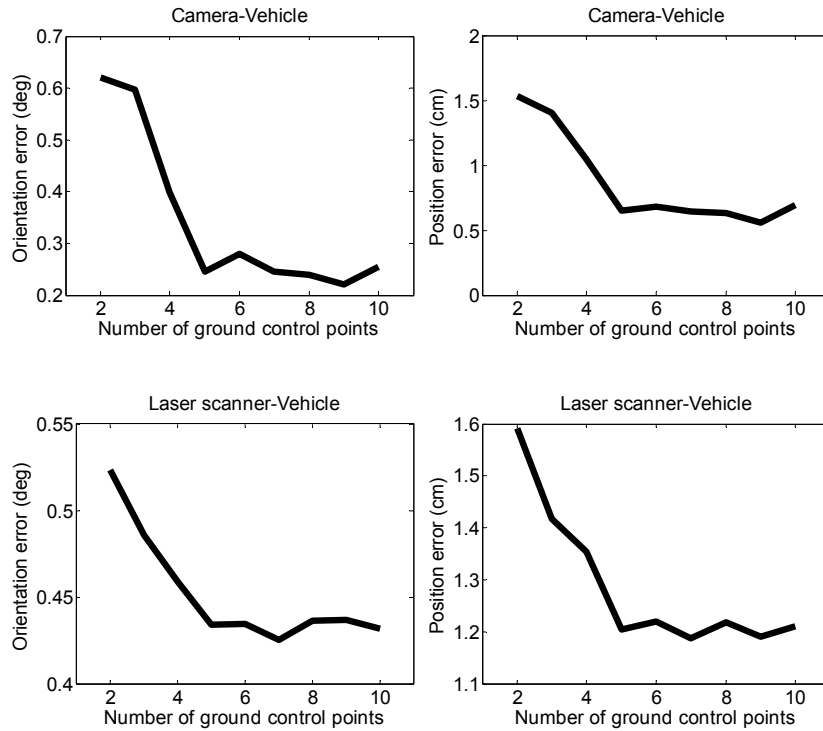 Camera-Vehicle
0.7
0.6
0.5
0.4
0.3
0.2
Orientation error (deg)
2 4 6 8 10
Number of ground control points
Camera-Vehicle
2
1.5
1
0.5
0
Position error (cm)
2 4 6 8 10
Number of ground control points
Laser scanner-Vehicle
0.55
0.5
0.45
0.4
Orientation error (deg)
2 4 6 8 10
Number of ground control points
Laser scanner-Vehicle
1.6
1.5
1.4
1.3
1.2
1.1
Position error (cm)
2 4 6 8 10
Number of ground control points